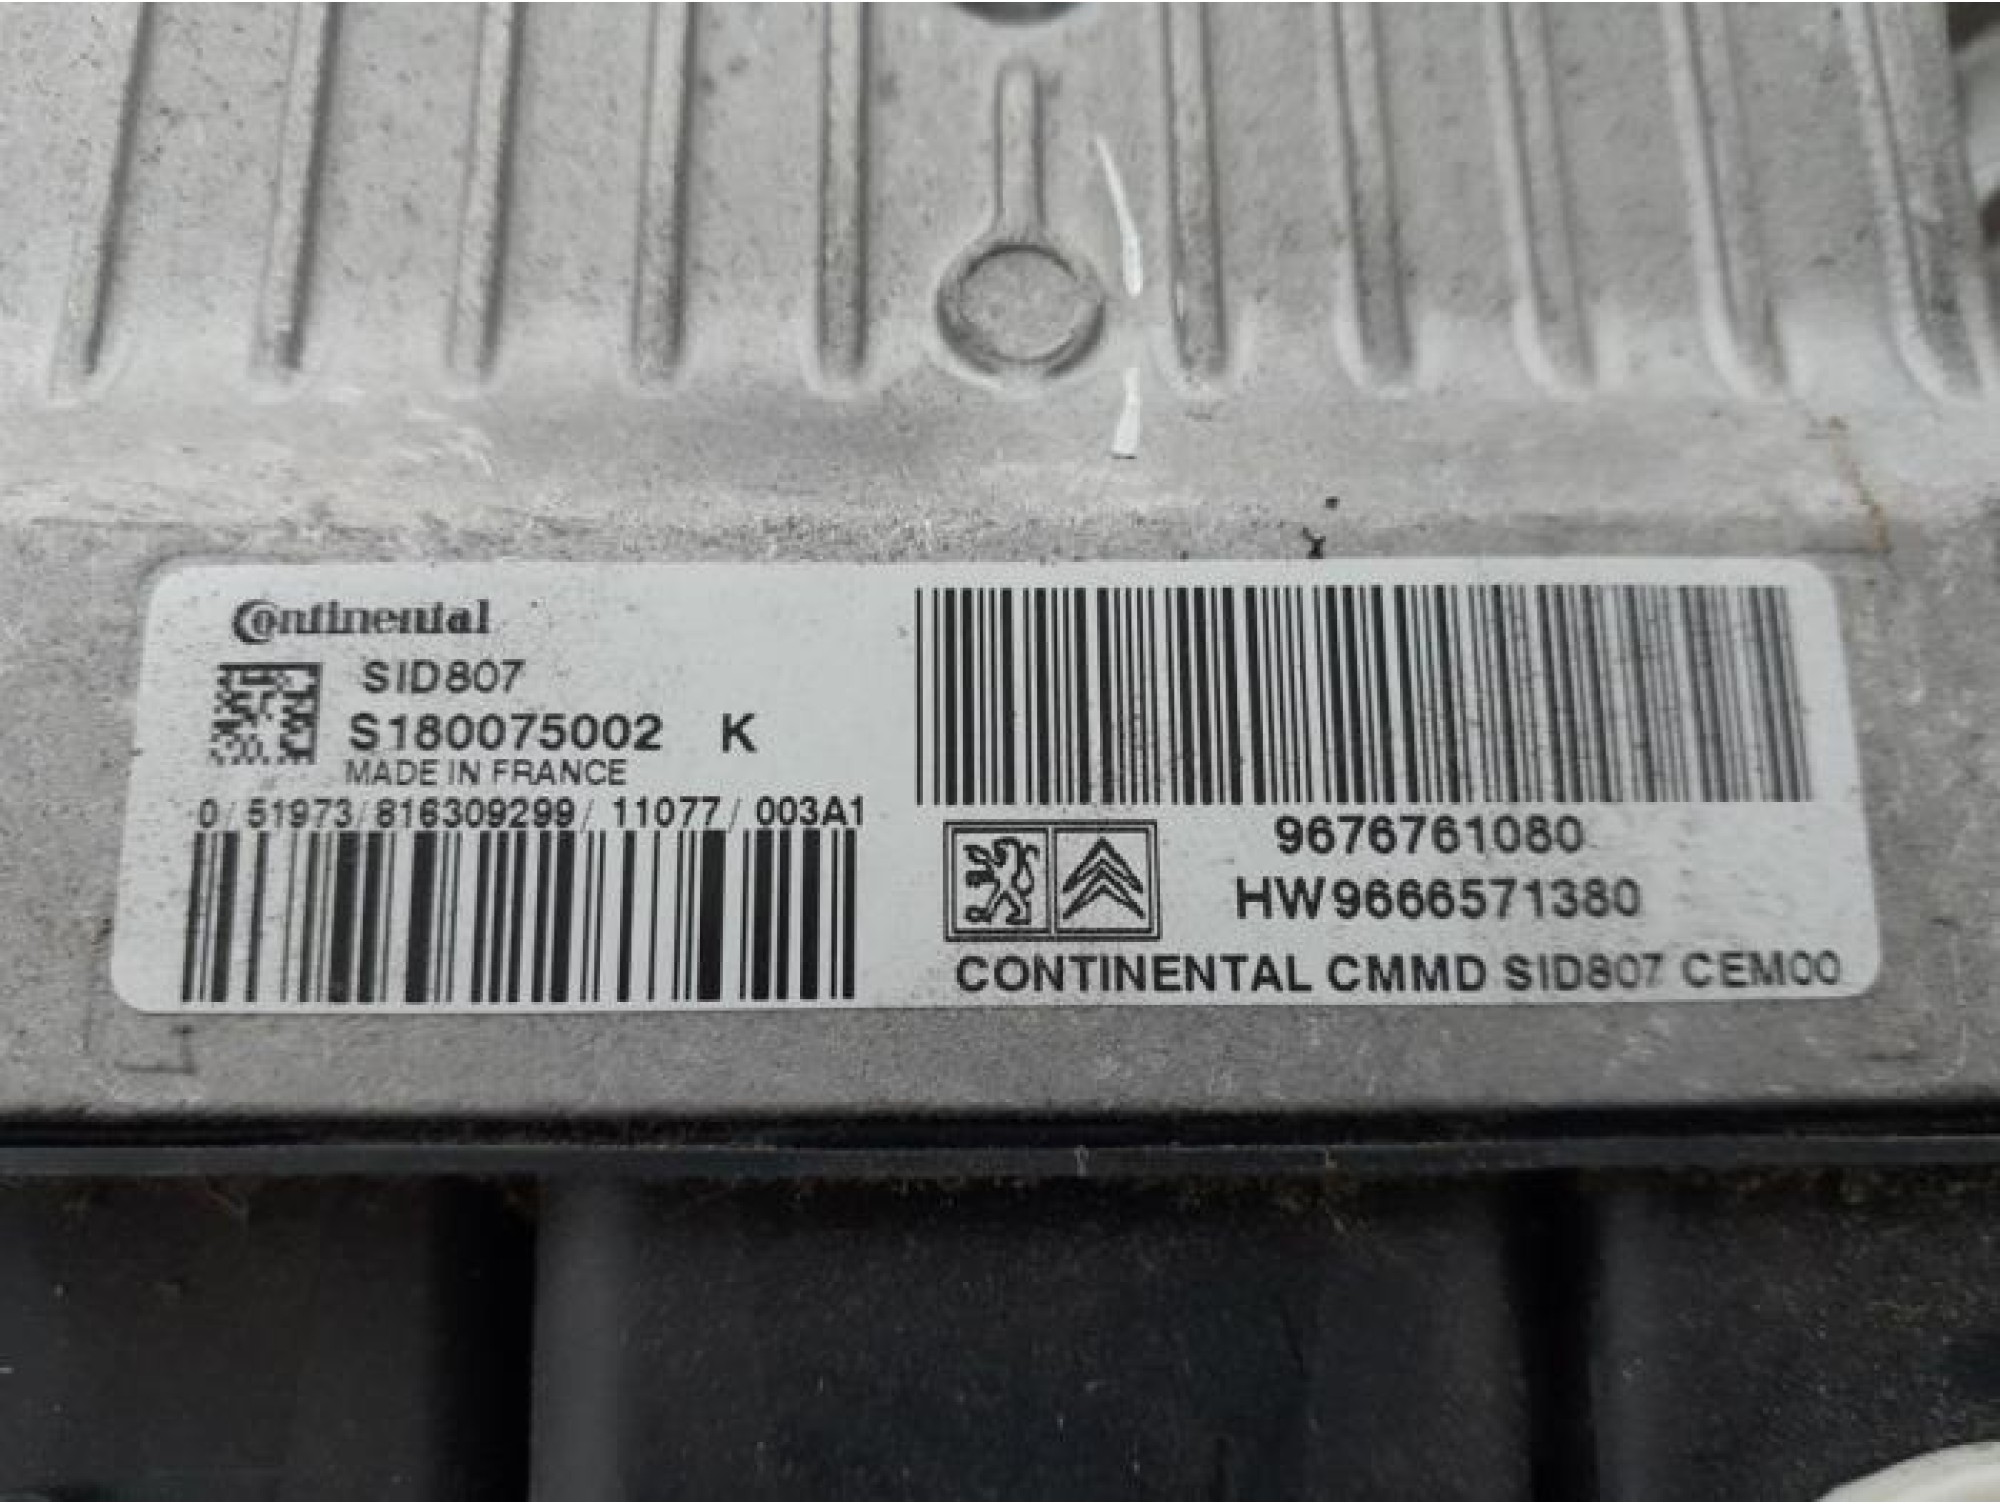 Continental
SID807
S180075002 K
MADE IN FRANCE
0/51973/816309299/11077/003A1
9676761080
HW9666571380
CONTINENTAL CMMD SID807 CEM00